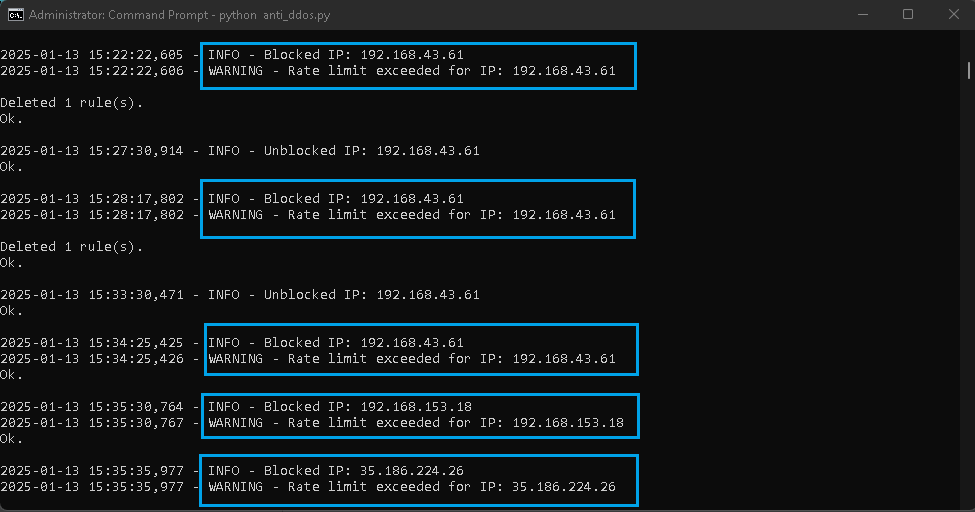 Administrator: Command Prompt - python  anti_ddos.py
2025-01-13 15:22:22,605 - INFO - Blocked IP: 192.168.43.61
2025-01-13 15:22:22,606 - WARNING - Rate limit exceeded for IP: 192.168.43.61
Deleted 1 rule(s).
Ok.
2025-01-13 15:27:30,914 - INFO - Unblocked IP: 192.168.43.61
Ok.
2025-01-13 15:28:17,802 - INFO - Blocked IP: 192.168.43.61
2025-01-13 15:28:17,802 - WARNING - Rate limit exceeded for IP: 192.168.43.61
Deleted 1 rule(s).
Ok.
2025-01-13 15:33:30,471 - INFO - Unblocked IP: 192.168.43.61
Ok.
2025-01-13 15:34:25,425 - INFO - Blocked IP: 192.168.43.61
2025-01-13 15:34:25,426 - WARNING - Rate limit exceeded for IP: 192.168.43.61
Ok.
2025-01-13 15:35:30,764 - INFO - Blocked IP: 192.168.153.18
2025-01-13 15:35:30,767 - WARNING - Rate limit exceeded for IP: 192.168.153.18
Ok.
2025-01-13 15:35:35,977 - INFO - Blocked IP: 35.186.224.26
2025-01-13 15:35:35,977 - WARNING - Rate limit exceeded for IP: 35.186.224.26